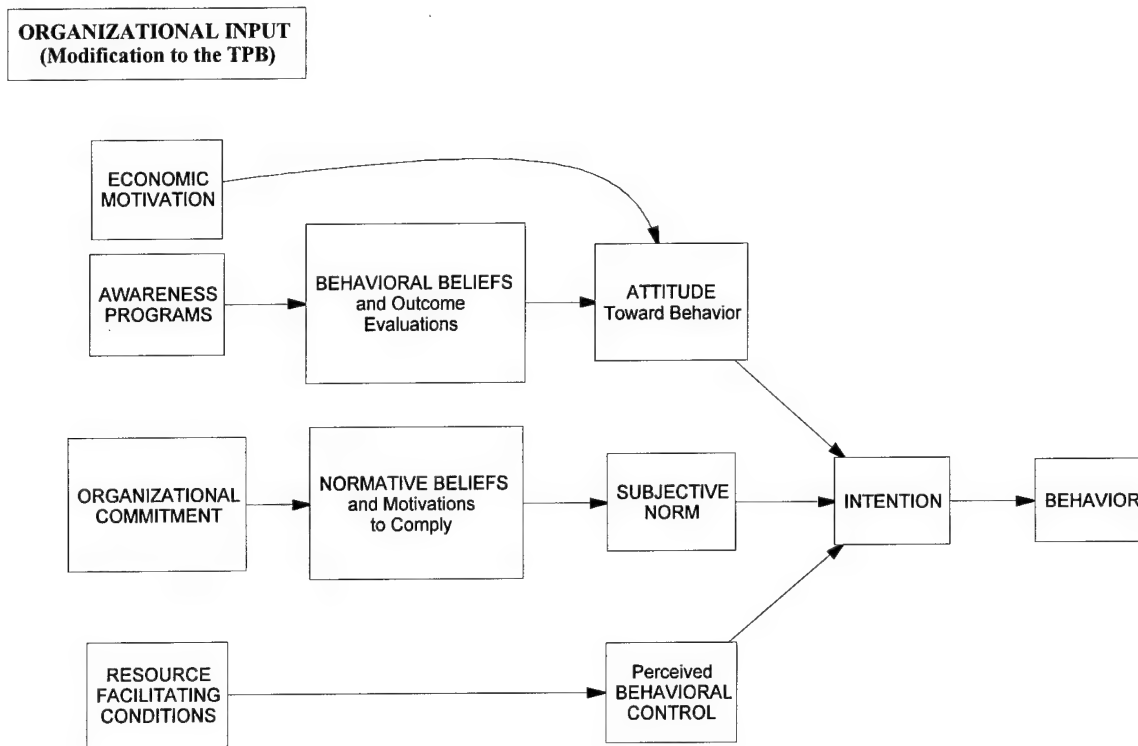 ORGANIZATIONAL INPUT
(Modification to the TPB)
ECONOMIC
MOTIVATION
AWARENESS
PROGRAMS
BEHAVIORAL BELIEFS
and Outcome
Evaluations
ATTITUDE
Toward Behavior
ORGANIZATIONAL
COMMITMENT
NORMATIVE BELIEFS
and Motivations
to Comply
SUBJECTIVE
NORM
INTENTION
BEHAVIOR
RESOURCE
FACILITATING
CONDITIONS
Perceived
BEHAVIORAL
CONTROL